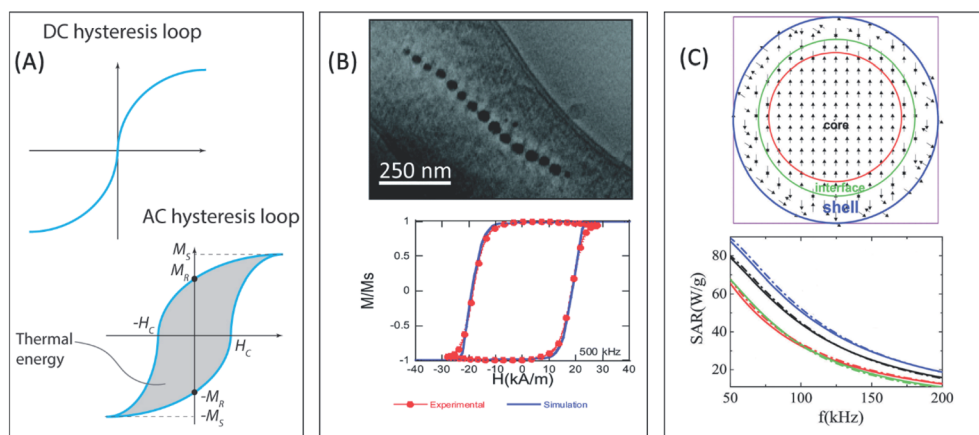 (A)
DC hysteresis loop
AC hysteresis loop
M_S
M_R
-H_C
H_C
Thermal
energy
-M_R
-M_S
(B)
250 nm
M/Ms
1
0.5
0
-0.5
-1
-40 -30 -20 -10 0 10 20 30 40
500 kHz
H(kA/m)
Experimental
Simulation
(C)
core
interface
shell
SAR(W/g)
80
60
40
20
50 100 150 200
f(kHz)